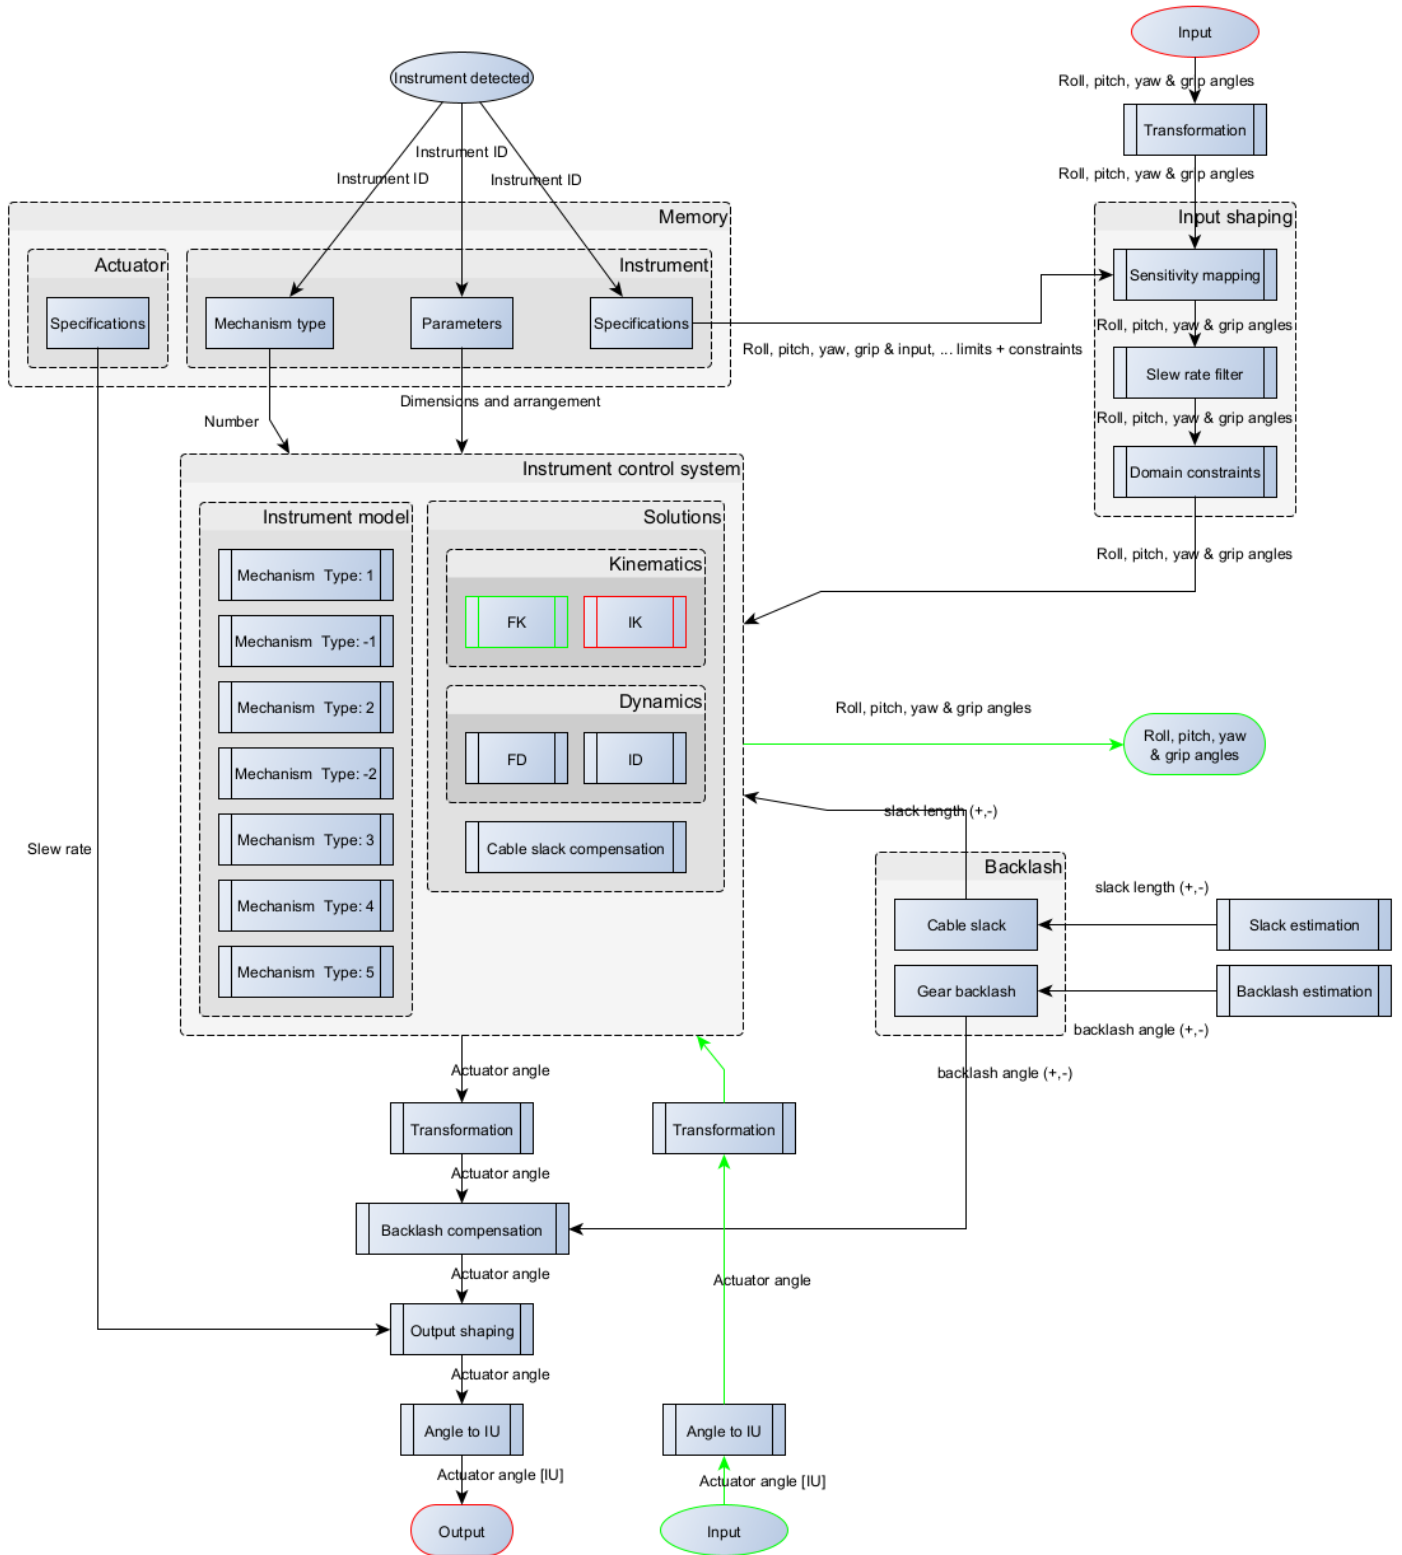 Input
Roll, pitch, yaw & grip angles
Transformation
Roll, pitch, yaw & grip angles
Instrument detected
Instrument ID
Instrument ID
Instrument ID
Memory
Actuator
Specifications
Instrument
Mechanism type
Parameters
Specifications
Input shaping
Sensitivity mapping
Roll, pitch, yaw & grip angles
Slew rate filter
Roll, pitch, yaw & grip angles
Domain constraints
Roll, pitch, yaw & grip angles
Roll, pitch, yaw, grip & input, ... limits + constraints
Number
Dimensions and arrangement
Instrument control system
Instrument model
Mechanism  Type: 1
Mechanism  Type: -1
Mechanism  Type: 2
Mechanism  Type: -2
Mechanism  Type: 3
Mechanism  Type: 4
Mechanism  Type: 5
Solutions
Kinematics
FK
IK
Dynamics
FD
ID
Cable slack compensation
Roll, pitch, yaw & grip angles
Roll, pitch, yaw
& grip angles
slack length (+,-)
Slew rate
Backlash
Cable slack
Gear backlash
slack length (+,-)
Slack estimation
Backlash estimation
backlash angle (+,-)
backlash angle (+,-)
Actuator angle
Transformation
Actuator angle
Backlash compensation
Actuator angle
Output shaping
Actuator angle
Angle to IU
Actuator angle [IU]
Output
Transformation
Actuator angle
Angle to IU
Actuator angle [IU]
Input